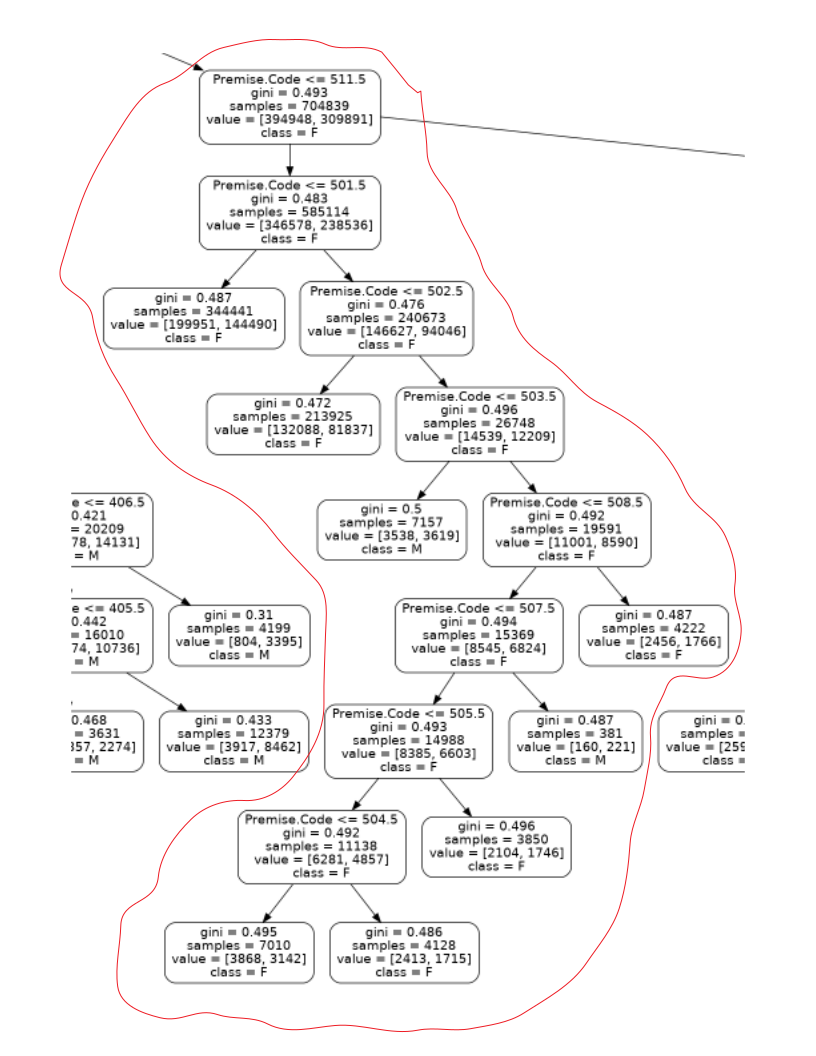 Premise.Code <= 511.5
gini = 0.493
samples = 704839
value = [394948, 309891]
class = F
Premise.Code <= 501.5
gini = 0.483
samples = 585114
value = [346578, 238536]
class = F
gini = 0.487
samples = 344441
value = [199951, 144490]
class = F
Premise.Code <= 502.5
gini = 0.476
samples = 240673
value = [146627, 94046]
class = F
gini = 0.472
samples = 213925
value = [132088, 81837]
class = F
Premise.Code <= 503.5
gini = 0.496
samples = 26748
value = [14539, 12209]
class = F
e <= 406.5
0.421
= 20209
78, 14131]
= M
gini = 0.5
samples = 7157
value = [3538, 3619]
class = M
Premise.Code <= 508.5
gini = 0.492
samples = 19591
value = [11001, 8590]
class = F
e <= 405.5
0.442
= 16010
74, 10736]
= M
gini = 0.31
samples = 4199
value = [804, 3395]
class = M
Premise.Code <= 507.5
gini = 0.494
samples = 15369
value = [8545, 6824]
class = F
gini = 0.487
samples = 4222
value = [2456, 1766]
class = F
0.468
= 3631
357, 2274]
= M
gini = 0.433
samples = 12379
value = [3917, 8462]
class = M
Premise.Code <= 505.5
gini = 0.493
samples = 14988
value = [8385, 6603]
class = F
gini = 0.487
samples = 381
value = [160, 221]
class = M
gini = 0.
samples =
value = [259
class =
Premise.Code <= 504.5
gini = 0.492
samples = 11138
value = [6281, 4857]
class = F
gini = 0.496
samples = 3850
value = [2104, 1746]
class = F
gini = 0.495
samples = 7010
value = [3868, 3142]
class = F
gini = 0.486
samples = 4128
value = [2413, 1715]
class = F